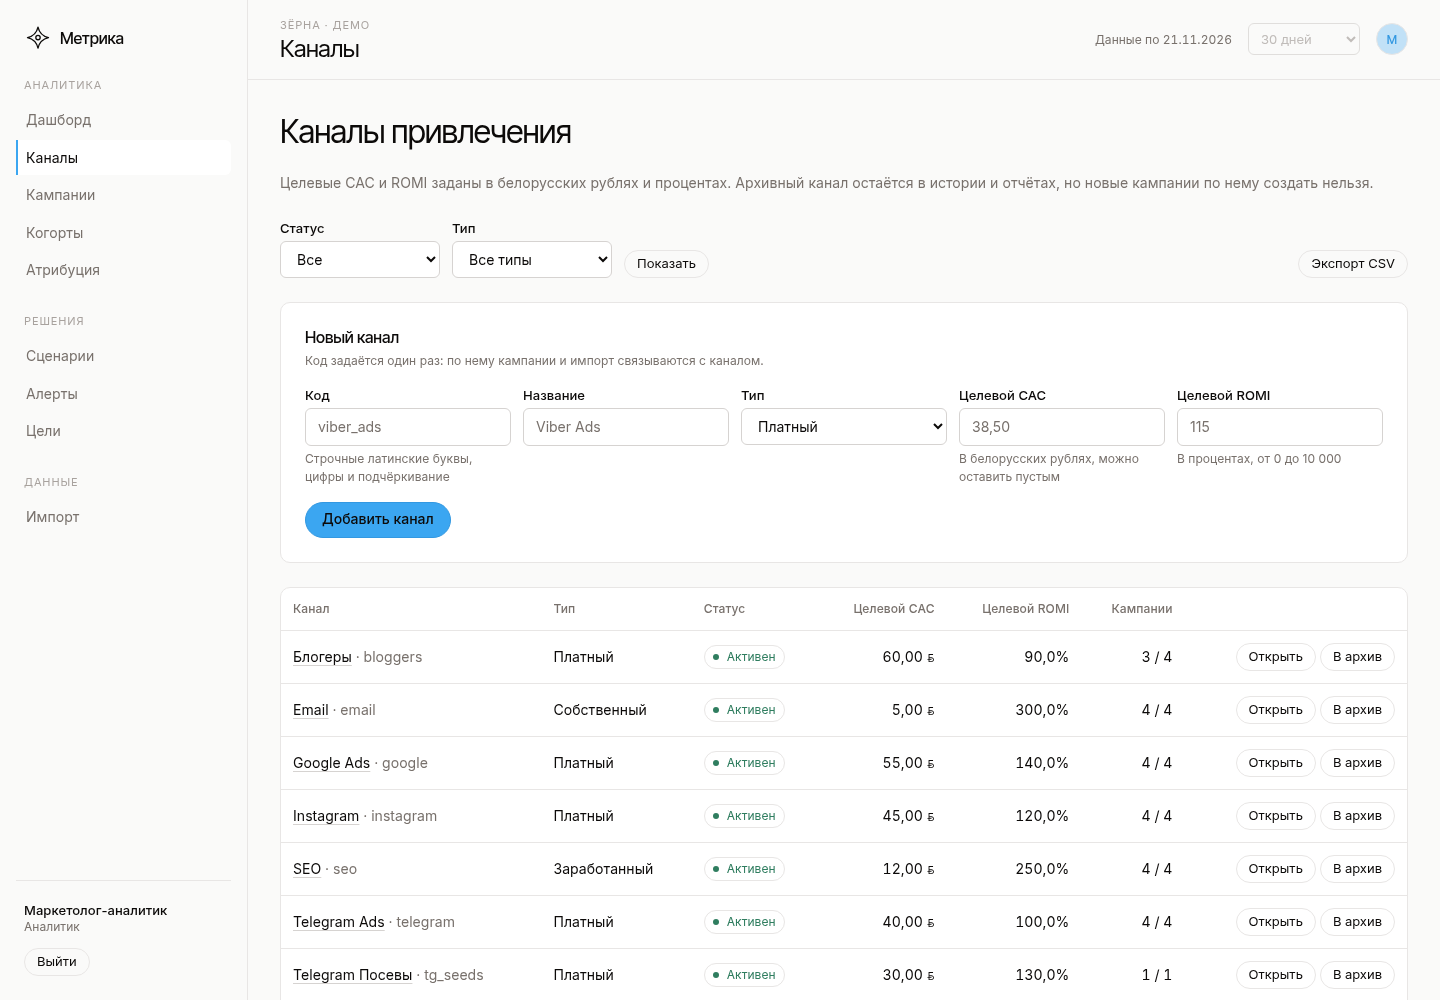 Метрика
АНАЛИТИКА
Дашборд
Каналы
Кампании
Когорты
Атрибуция
РЕШЕНИЯ
Сценарии
Алерты
Цели
ДАННЫЕ
Импорт
Маркетолог-аналитик
Аналитик
Выйти
ЗЁРНА · ДЕМО
Каналы
Данные по 21.11.2026
30 дней
М
Каналы привлечения
Целевые CAC и ROMI заданы в белорусских рублях и процентах. Архивный канал остаётся в истории и отчётах, но новые кампании по нему создать нельзя.
Статус Тип
Все Все типы Показать Экспорт CSV
Новый канал
Код задаётся один раз: по нему кампании и импорт связываются с каналом.
Код Название Тип Целевой CAC Целевой ROMI
viber_ads Viber Ads Платный 38,50 115
Строчные латинские буквы, В белорусских рублях, можно В процентах, от 0 до 10 000
цифры и подчёркивание оставить пустым
Добавить канал
Канал Тип Статус Целевой CAC Целевой ROMI Кампании
Блогеры · bloggers Платный Активен 60,00 ƃ 90,0% 3 / 4 Открыть В архив
Email · email Собственный Активен 5,00 ƃ 300,0% 4 / 4 Открыть В архив
Google Ads · google Платный Активен 55,00 ƃ 140,0% 4 / 4 Открыть В архив
Instagram · instagram Платный Активен 45,00 ƃ 120,0% 4 / 4 Открыть В архив
SEO · seo Заработанный Активен 12,00 ƃ 250,0% 4 / 4 Открыть В архив
Telegram Ads · telegram Платный Активен 40,00 ƃ 100,0% 4 / 4 Открыть В архив
Telegram Посевы · tg_seeds Платный Активен 30,00 ƃ 130,0% 1 / 1 Открыть В архив